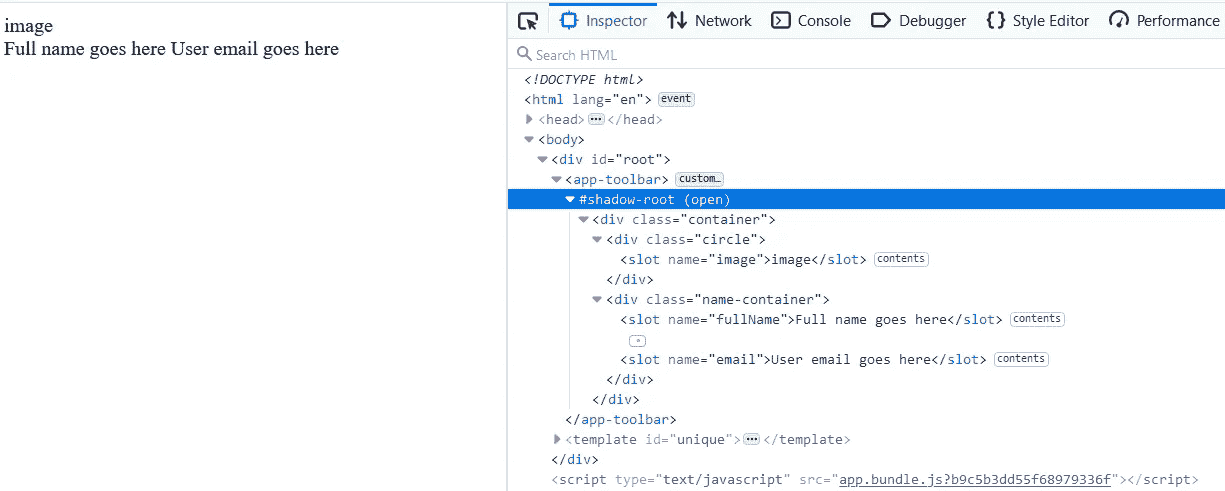 image
Full name goes here User email goes here
Inspector Network Console Debugger Style Editor Performance
Search HTML
<!DOCTYPE html>
<html lang="en"> event
<head> ··· </head>
<body>
<div id="root">
<app-toolbar> custom…
#shadow-root (open)
<div class="container">
<div class="circle">
<slot name="image">image</slot> contents
</div>
<div class="name-container">
<slot name="fullName">Full name goes here</slot> contents
<slot name="email">User email goes here</slot> contents
</div>
</div>
</app-toolbar>
<template id="unique"> ··· </template>
</div>
<script type="text/javascript" src="app.bundle.js?b9c5b3dd55f68979336f"></script>